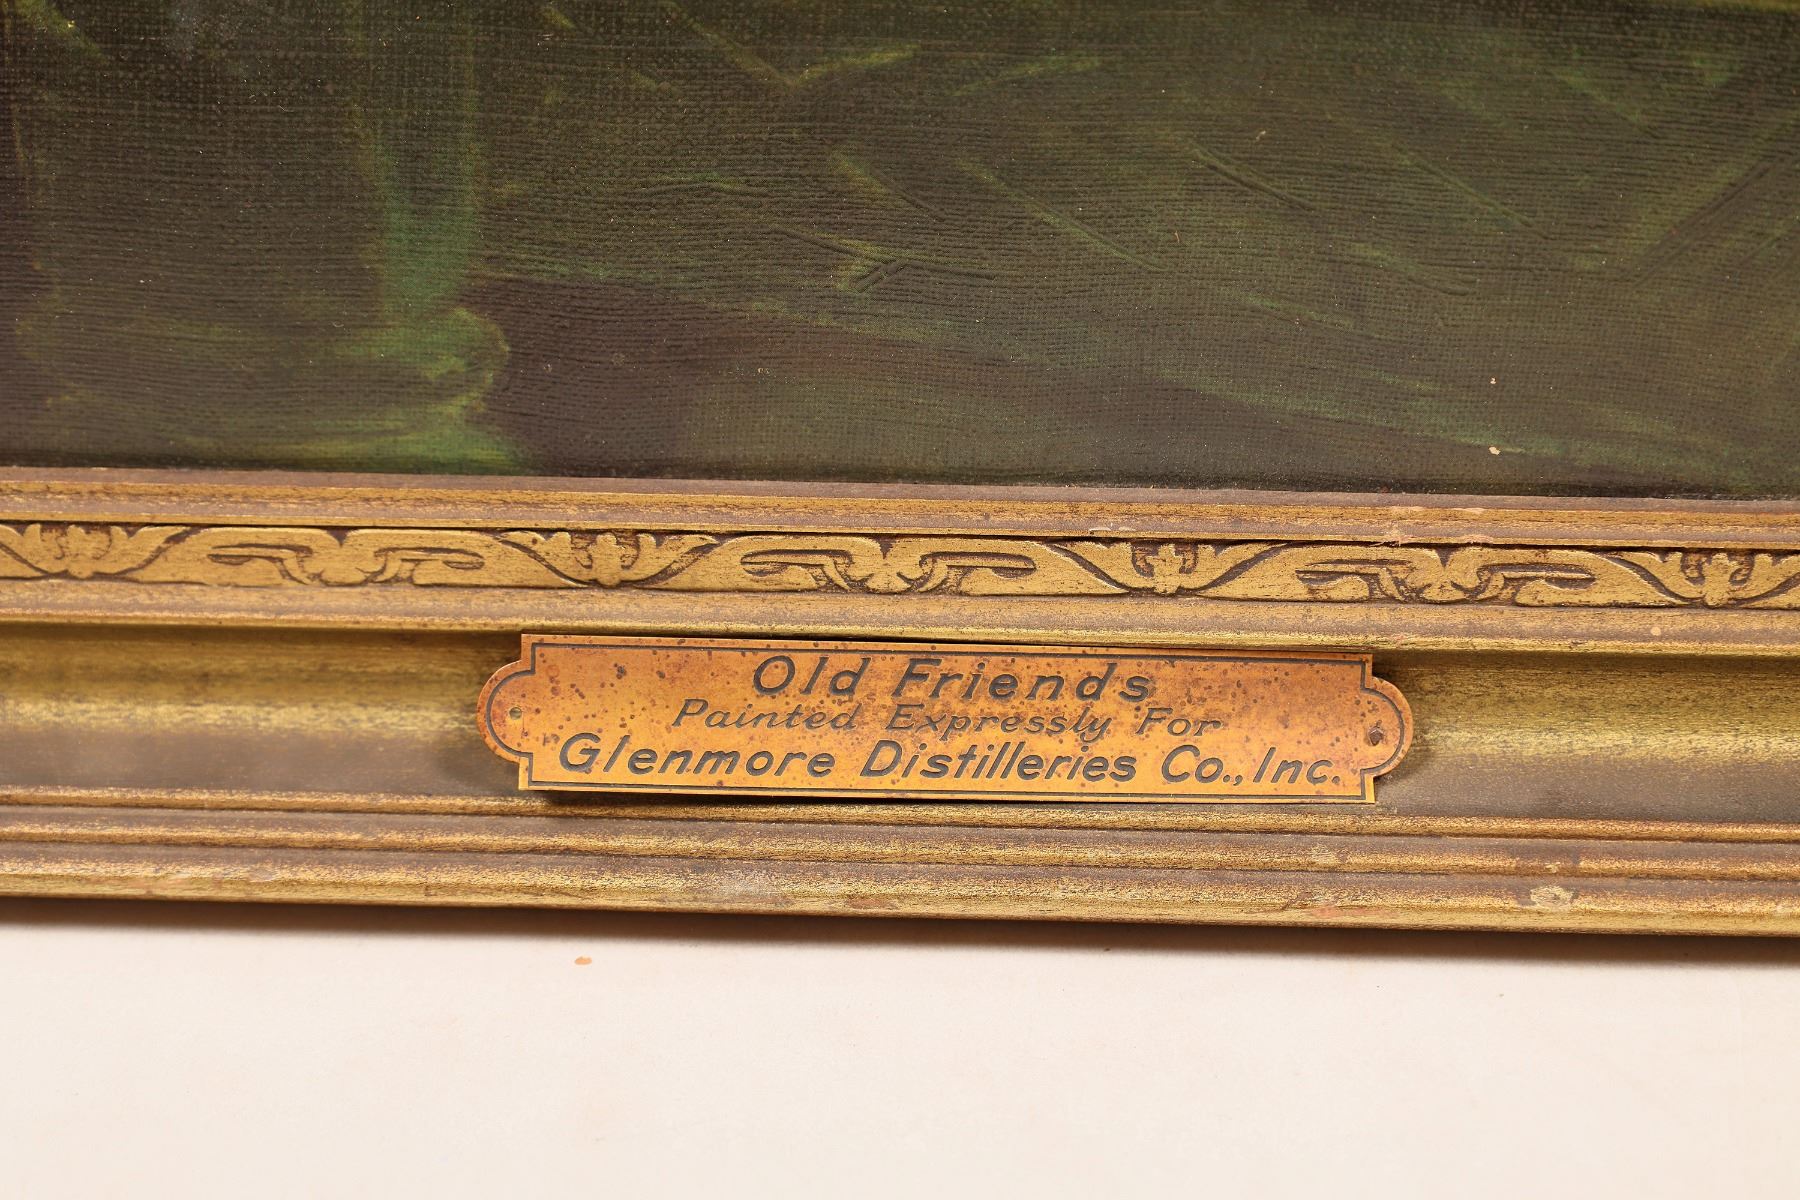 Old Friends
Painted Expressly For
Glenmore Distilleries Co., Inc.